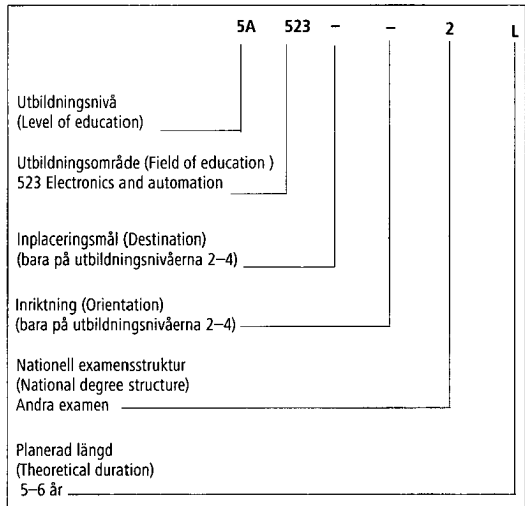 5A 523 – – 2 L
Utbildningsnivå
(Level of education)
Utbildningsområde (Field of education )
523 Electronics and automation
Inplaceringsmål (Destination)
(bara på utbildningsnivåerna 2–4)
Inriktning (Orientation)
(bara på utbildningsnivåerna 2–4)
Nationell examensstruktur
(National degree structure)
Andra examen
Planerad längd
(Theoretical duration)
5–6 år